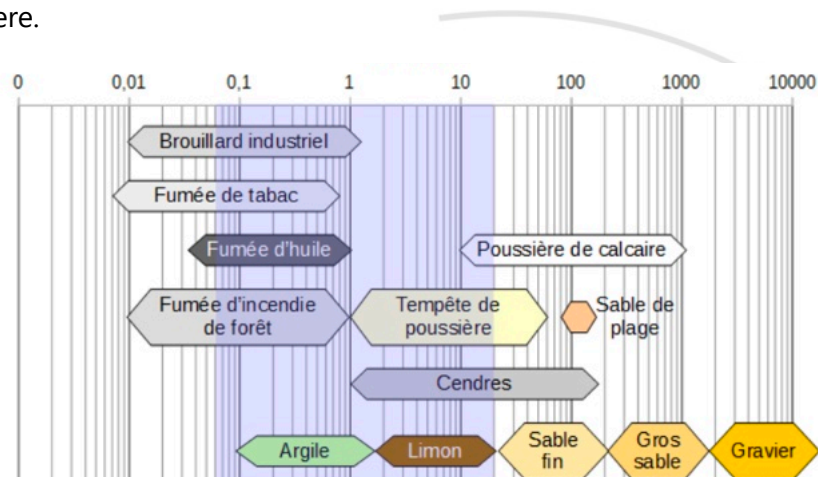 ere.
0 0,01 0,1 1 10 100 1000 10000
Brouillard industriel
Fumée de tabac
Fumée d'huile
Poussière de calcaire
Fumée d'incendie
de forêt
Tempête de
poussière
Sable de
plage
Cendres
Argile
Limon
Sable
fin
Gros
sable
Gravier